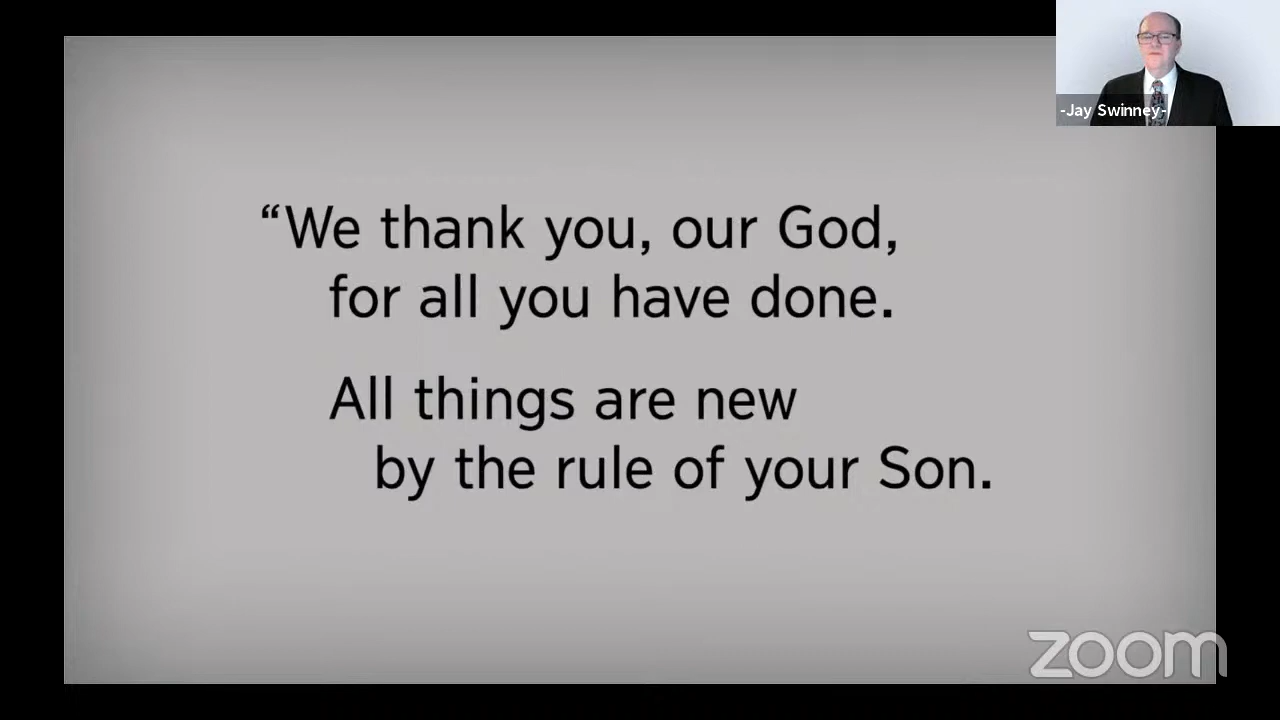 -Jay Swinney-
“We thank you, our God,
for all you have done.
All things are new
by the rule of your Son.
zoom